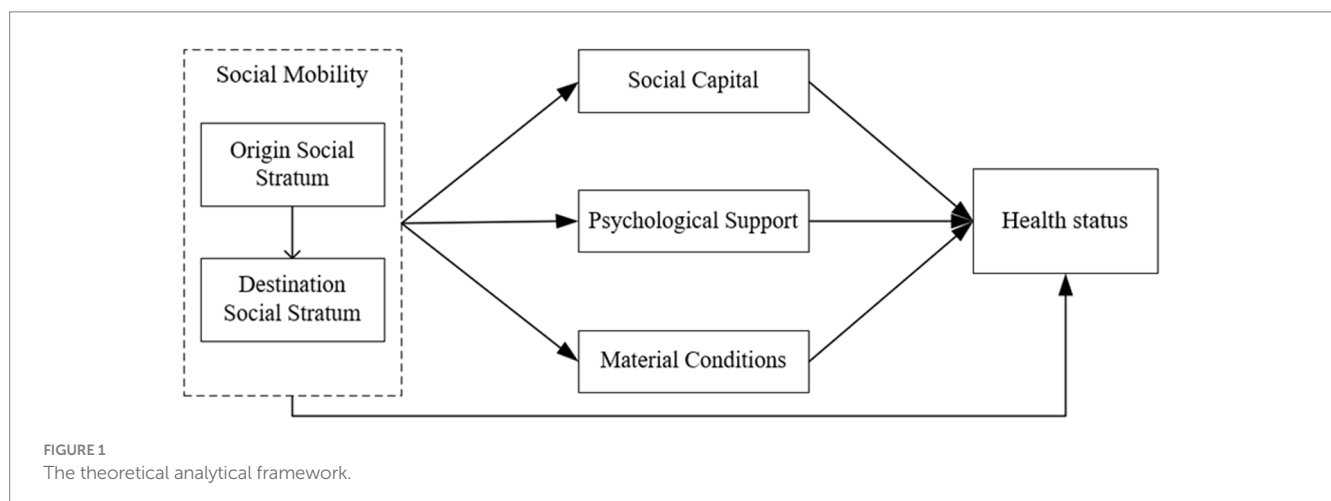 Social Mobility
Origin Social
Stratum
Destination
Social Stratum
Social Capital
Psychological Support
Material Conditions
Health status
FIGURE 1
The theoretical analytical framework.